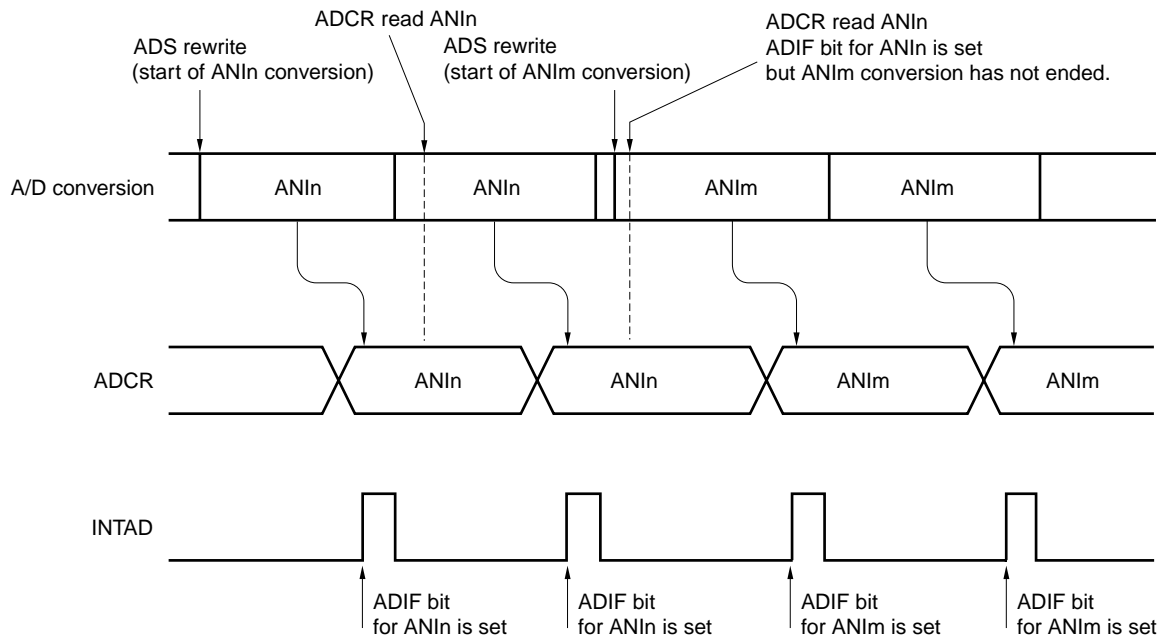 ADCR read ANIn
ADS rewrite
(start of ANIn conversion)
ADS rewrite
(start of ANIm conversion)
ADCR read ANIn
ADIF bit for ANIn is set
but ANIm conversion has not ended.
A/D conversion
ANIn
ANIn
ANIm
ANIm
ADCR
ANIn
ANIn
ANIm
ANIm
INTAD
ADIF bit
for ANIn is set
ADIF bit
for ANIn is set
ADIF bit
for ANIm is set
ADIF bit
for ANIm is set